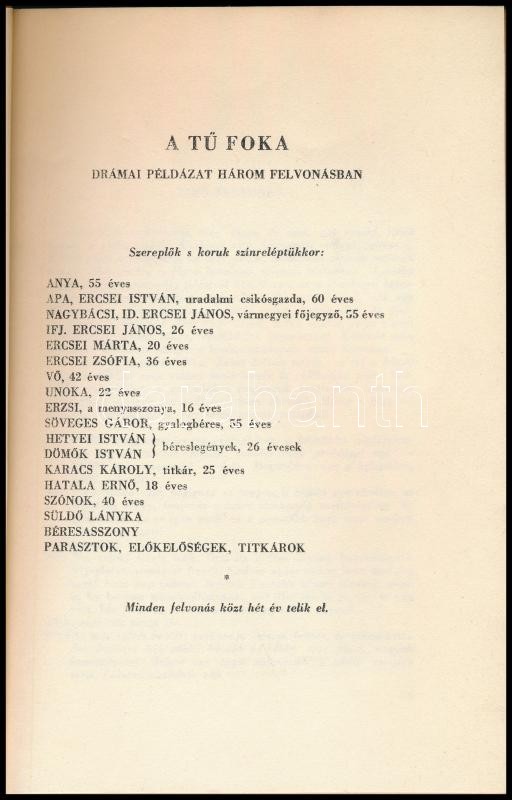 A TŰ FOKA
DRÁMAI PÉLDÁZAT HÁROM FELVONÁSBAN
Szereplők s koruk színreléptükkor:
ANYA, 55 éves
APA, ERCSEI ISTVÁN, uradalmi csikósgazda, 60 éves
NAGYBÁCSI, ID. ERCSEI JÁNOS, vármegyei főjegyző, 55 éves
IFJ. ERCSEI JÁNOS, 26 éves
ERCSEI MÁRTA, 20 éves
ERCSEI ZSÓFIA, 36 éves
VŐ, 42 éves
UNOKA, 22 éves
ERZSI, a menyasszonya, 16 éves
SÖVEGES GÁBOR, gyalogbéres, 55 éves
HETYEI ISTVÁN
DÖMŐK ISTVÁN } béreslegények, 26 évesek
KARACS KÁROLY, titkár, 25 éves
HATALA ERNŐ, 18 éves
SZÓNOK, 40 éves
SÜLDŐ LÁNYKA
BÉRESASSZONY
PARASZTOK, ELŐKELŐSÉGEK, TITKÁROK
*
Minden felvonás közt hét év telik el.
darabanth